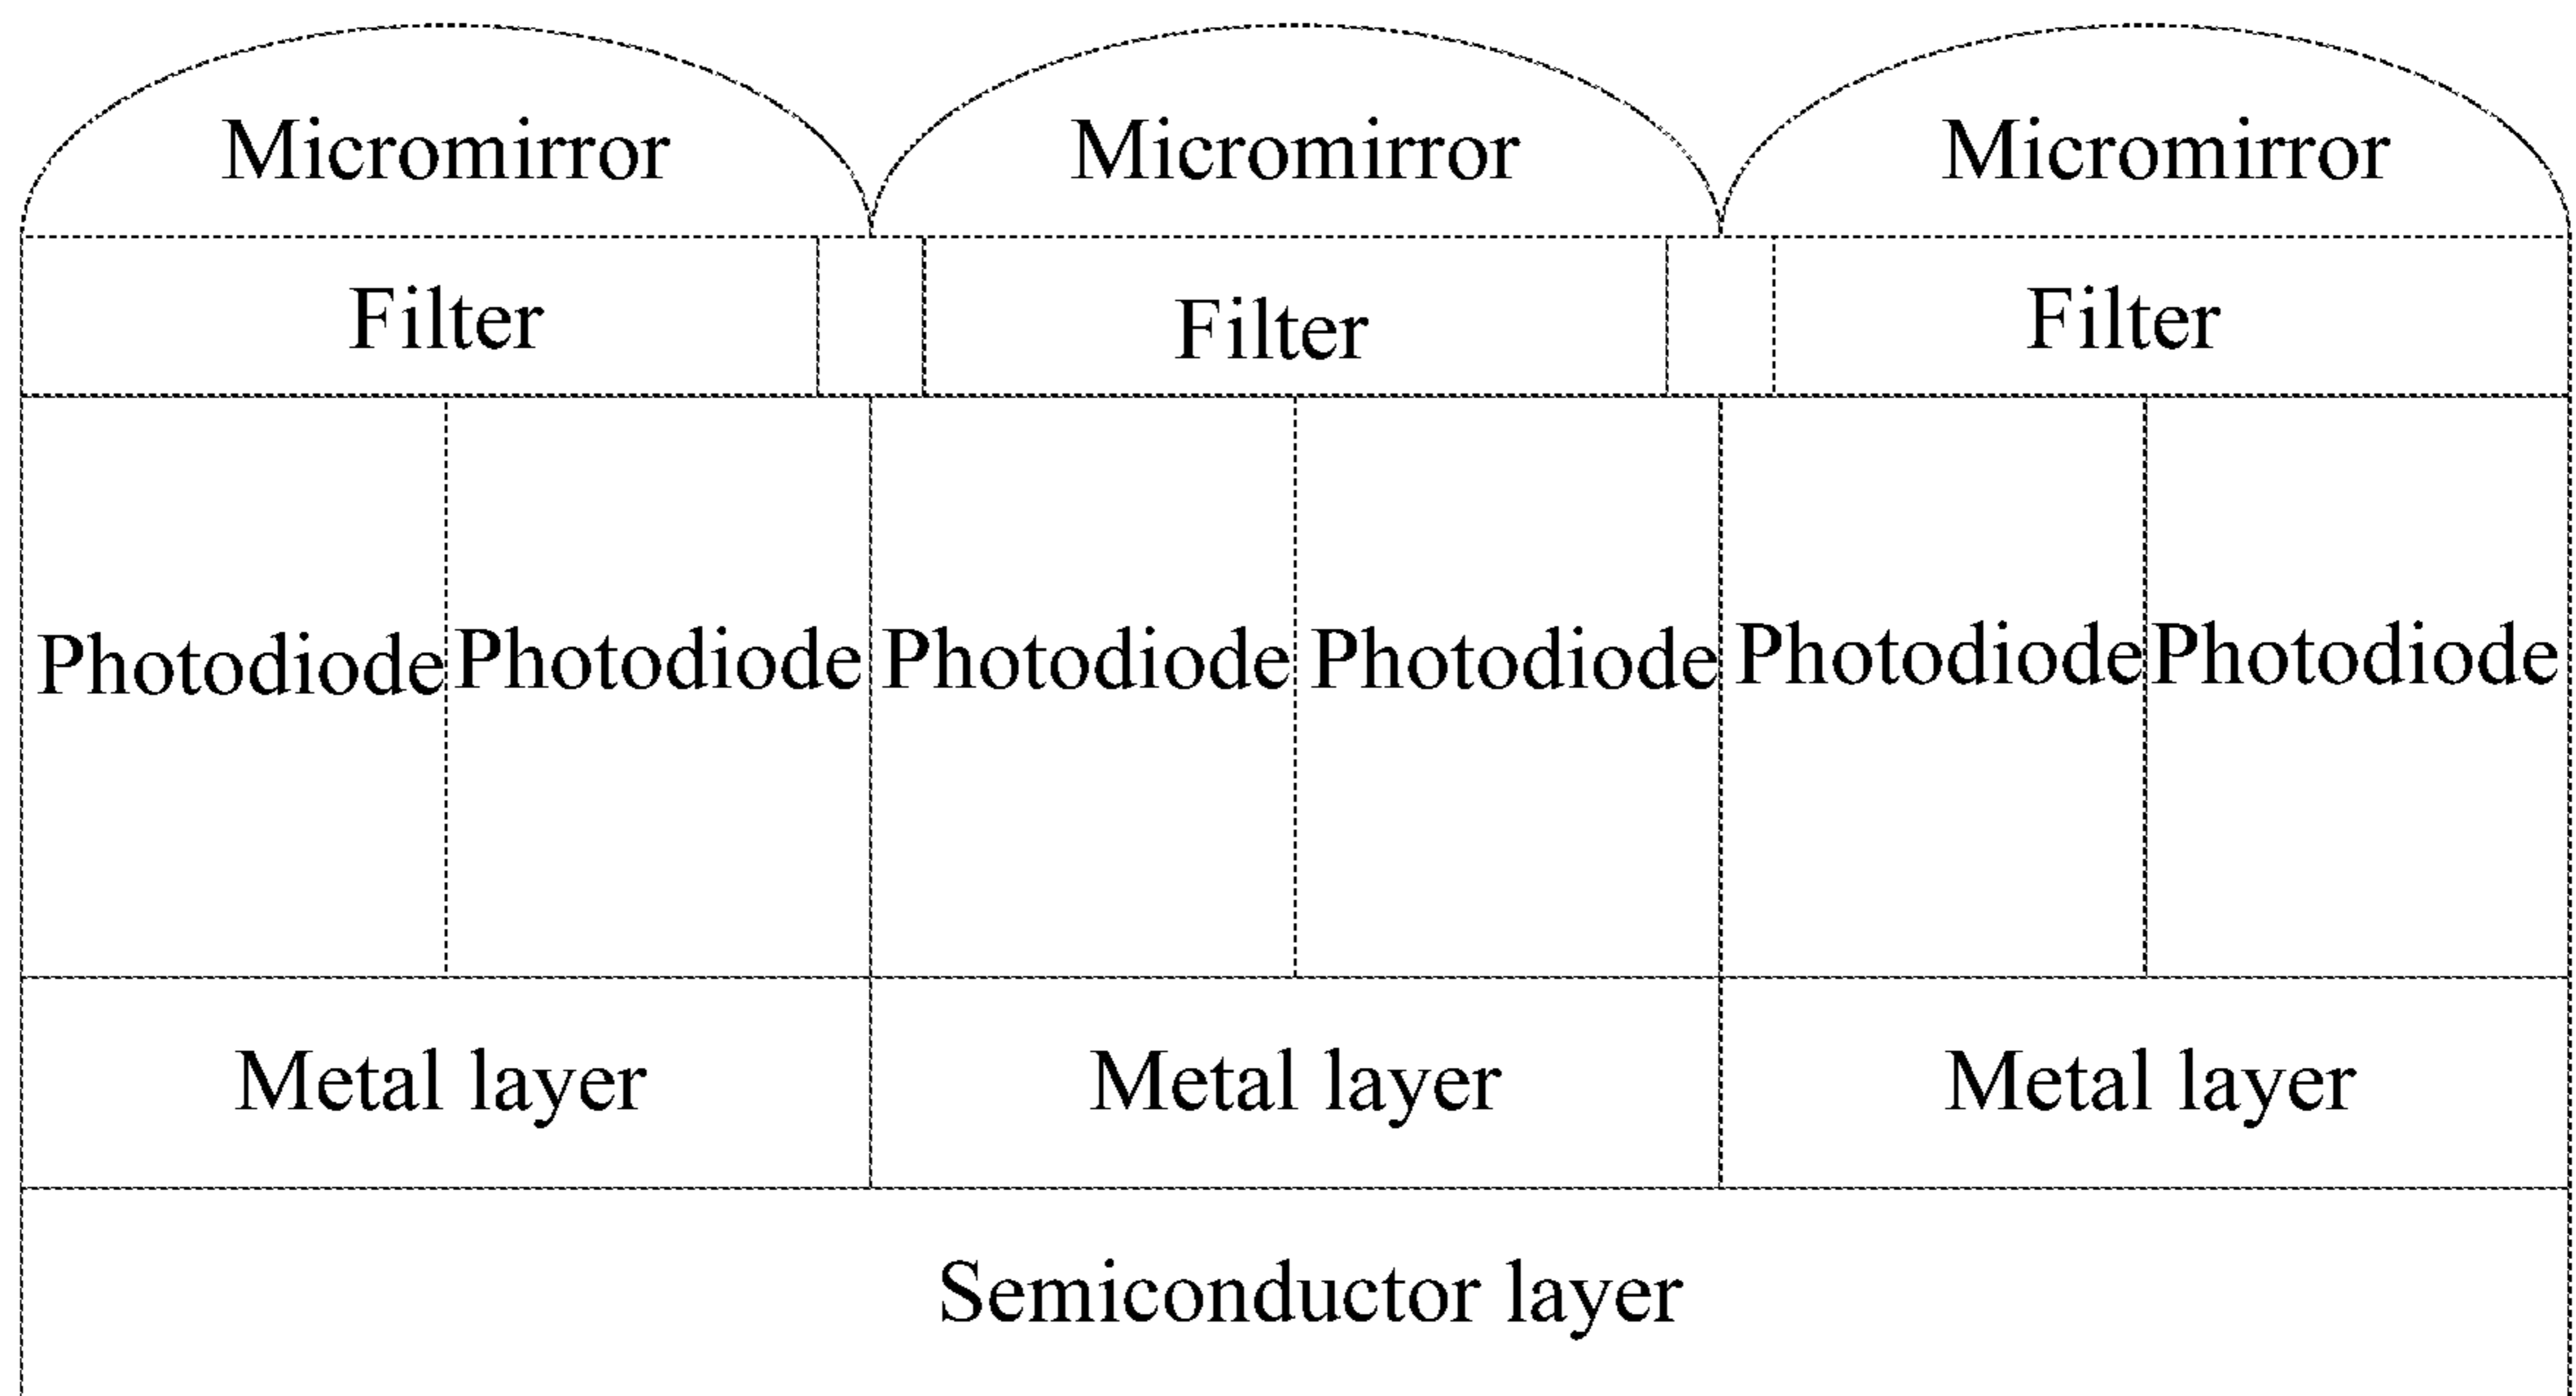 Micromirror Micromirror Micromirror
Filter Filter Filter
Photodiode Photodiode Photodiode Photodiode Photodiode Photodiode
Metal layer Metal layer Metal layer
Semiconductor layer